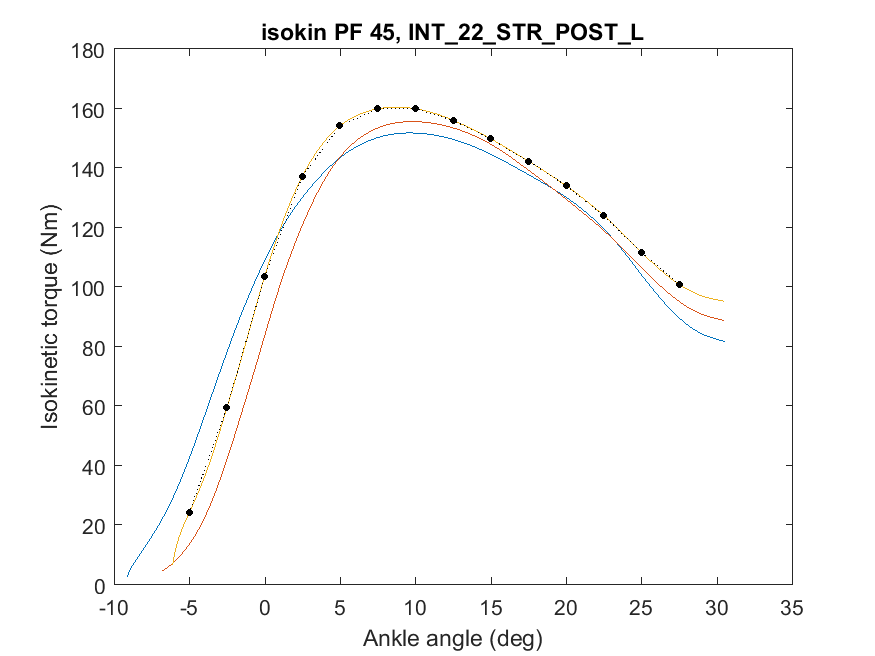 isokin PF 45, INT_22_STR_POST_L
180
160
140
120
100
80
60
40
20
0
Isokinetic torque (Nm)
-10 -5 0 5 10 15 20 25 30 35
Ankle angle (deg)